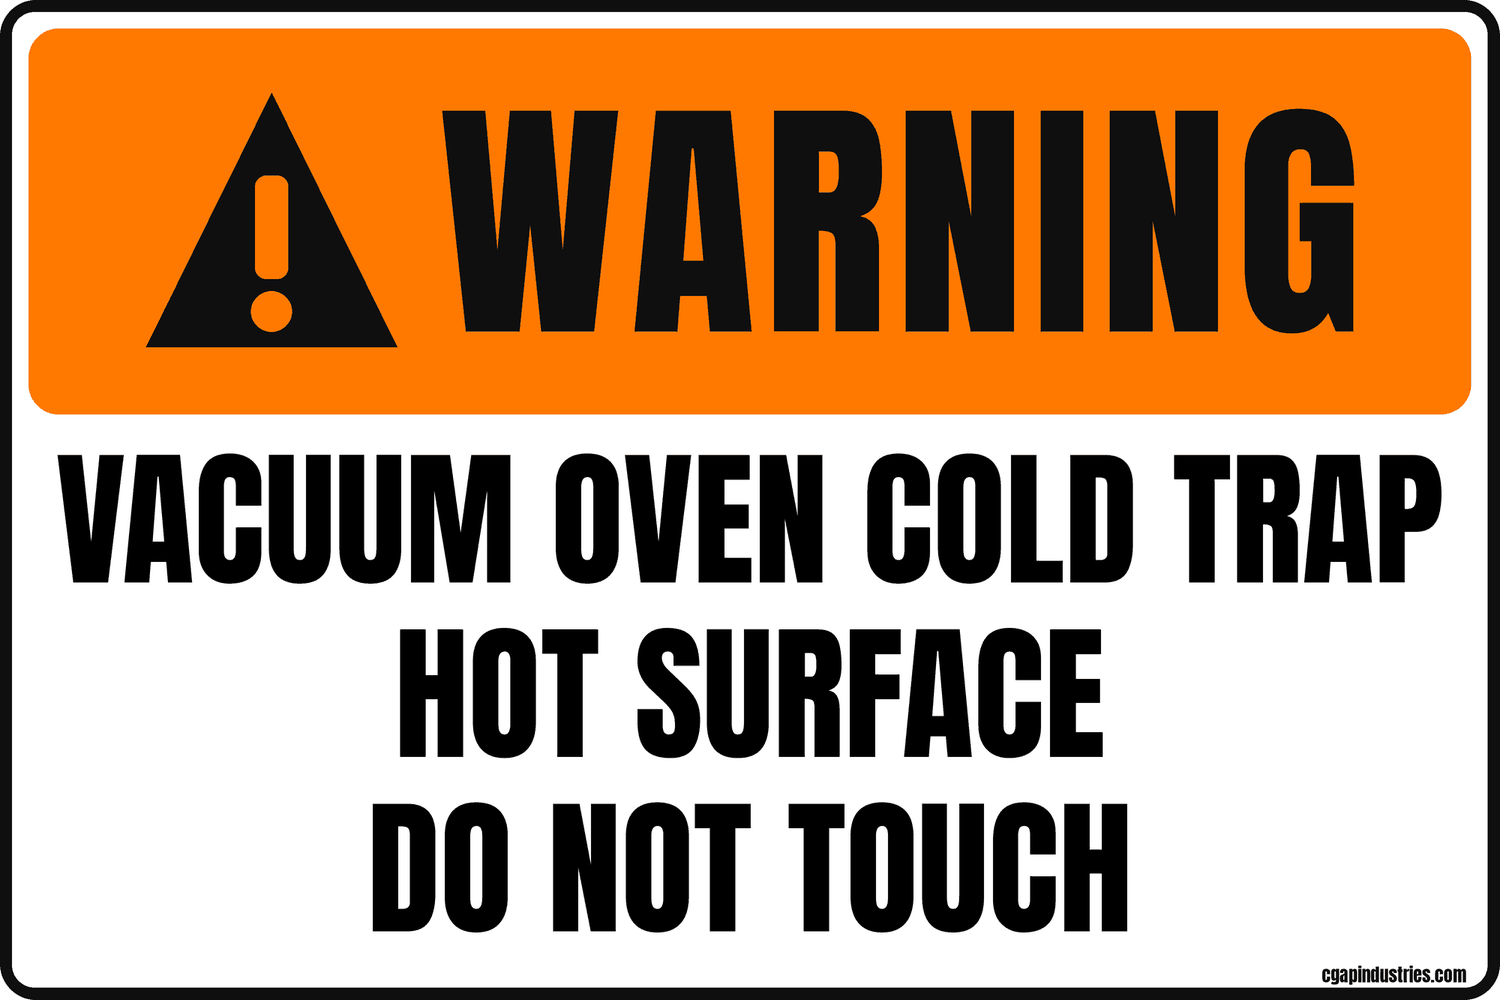 WARNING
VACUUM OVEN COLD TRAP
HOT SURFACE
DO NOT TOUCH
cgapindustries.com